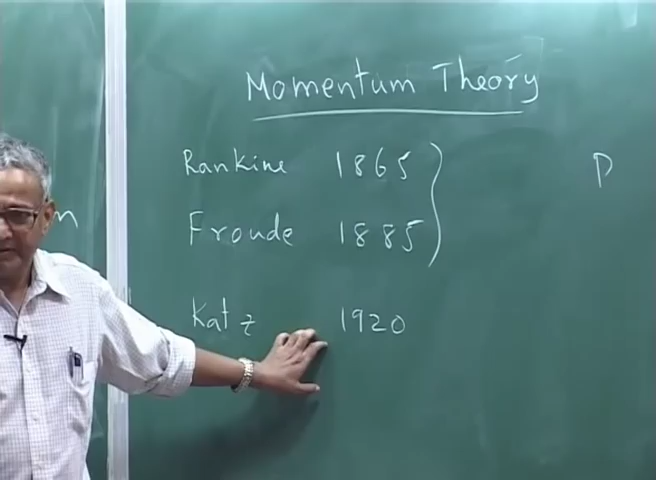 Momentum Theory
Rankine 1865
P
Froude 1885
n
Katz 1920